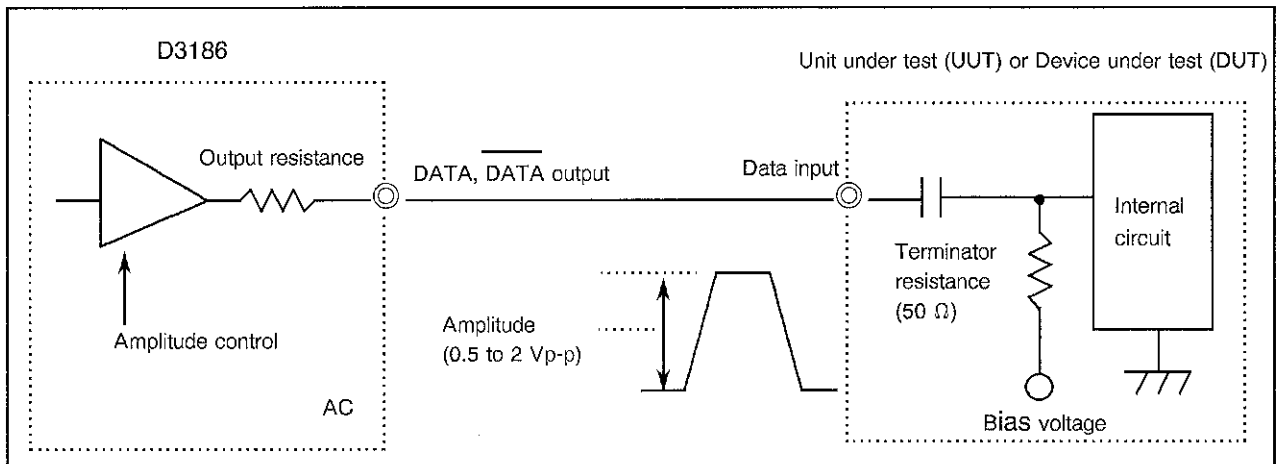 D3186
Unit under test (UUT) or Device under test (DUT)
Output resistance
DATA, DATA output
Data input
Internal
circuit
Terminator
resistance
(50 Ω)
Amplitude
(0.5 to 2 Vp-p)
Amplitude control
AC
Bias voltage